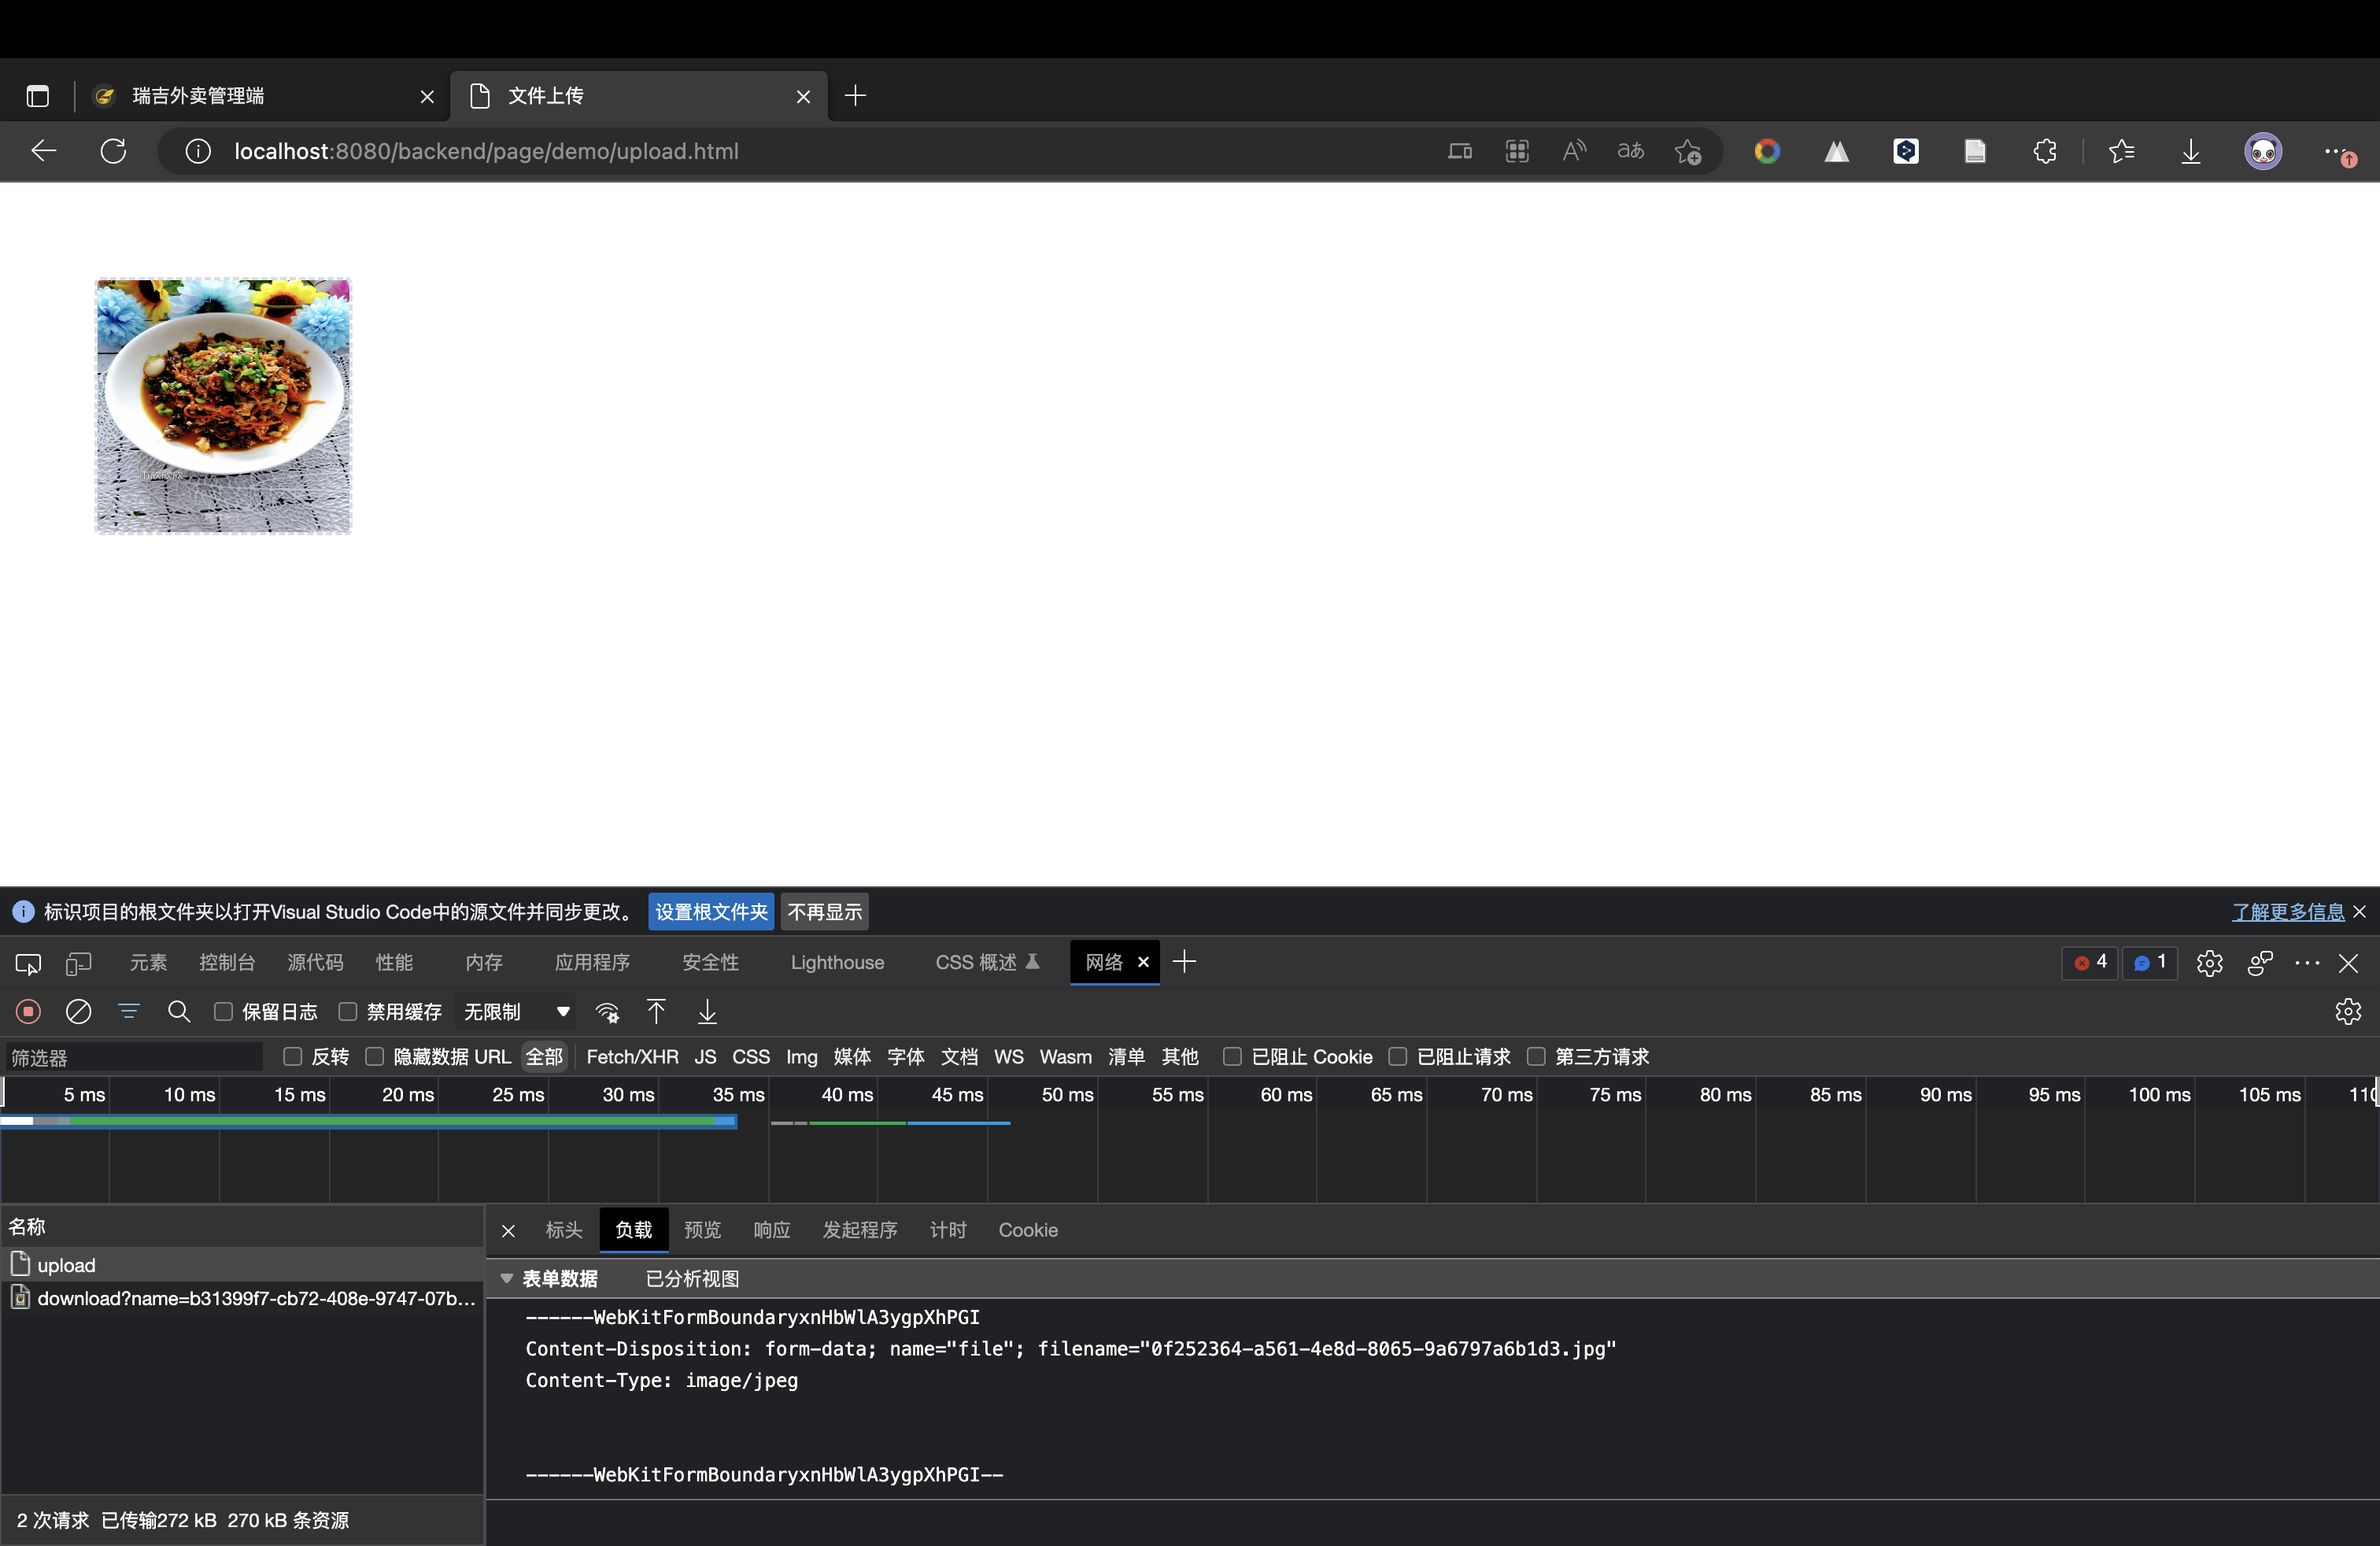 瑞吉外卖管理端
文件上传
localhost:8080/backend/page/demo/upload.html
aあ
标识项目的根文件夹以打开Visual Studio Code中的源文件并同步更改。 设置根文件夹 不再显示 了解更多信息
元素 控制台 源代码 性能 内存 应用程序 安全性 Lighthouse CSS 概述 网络 4 1
保留日志 禁用缓存 无限制
筛选器 反转 隐藏数据 URL 全部 Fetch/XHR JS CSS Img 媒体 字体 文档 WS Wasm 清单 其他 已阻止 Cookie 已阻止请求 第三方请求
5 ms 10 ms 15 ms 20 ms 25 ms 30 ms 35 ms 40 ms 45 ms 50 ms 55 ms 60 ms 65 ms 70 ms 75 ms 80 ms 85 ms 90 ms 95 ms 100 ms 105 ms 110
名称
upload
download?name=b31399f7-cb72-408e-9747-07b...
2 次请求 已传输272 kB 270 kB 条资源
标头 负载 预览 响应 发起程序 计时 Cookie
表单数据 已分析视图
------WebKitFormBoundaryxnHbWlA3ygpXhPGI
Content-Disposition: form-data; name="file"; filename="0f252364-a561-4e8d-8065-9a6797a6b1d3.jpg"
Content-Type: image/jpeg
------WebKitFormBoundaryxnHbWlA3ygpXhPGI--